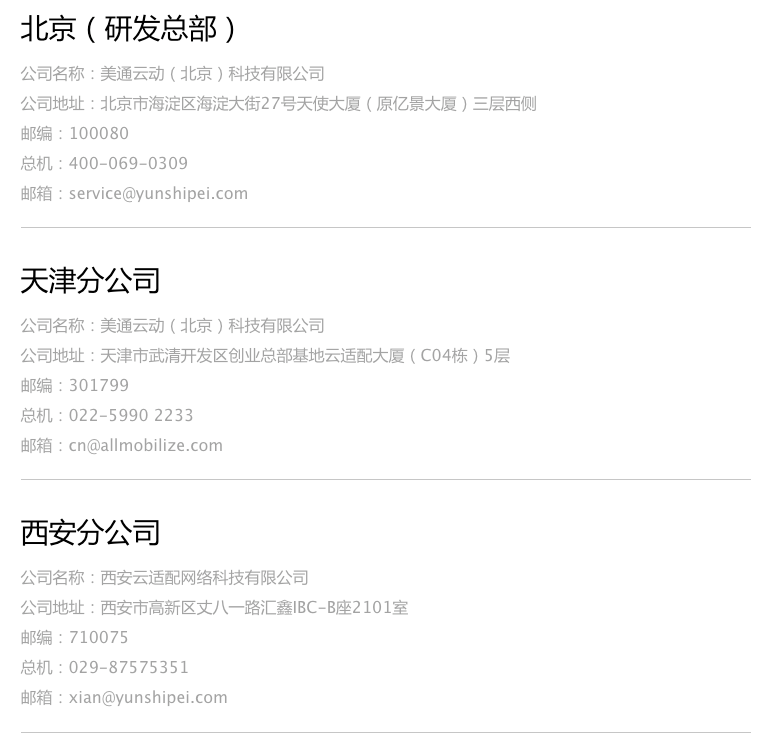 北京（研发总部）
公司名称：美通云动（北京）科技有限公司
公司地址：北京市海淀区海淀大街27号天使大厦（原亿景大厦）三层西侧
邮编：100080
总机：400-069-0309
邮箱：service@yunshipei.com
天津分公司
公司名称：美通云动（北京）科技有限公司
公司地址：天津市武清开发区创业总部基地云适配大厦（C04栋）5层
邮编：301799
总机：022-5990 2233
邮箱：cn@allmobilize.com
西安分公司
公司名称：西安云适配网络科技有限公司
公司地址：西安市高新区丈八一路汇鑫IBC-B座2101室
邮编：710075
总机：029-87575351
邮箱：xian@yunshipei.com